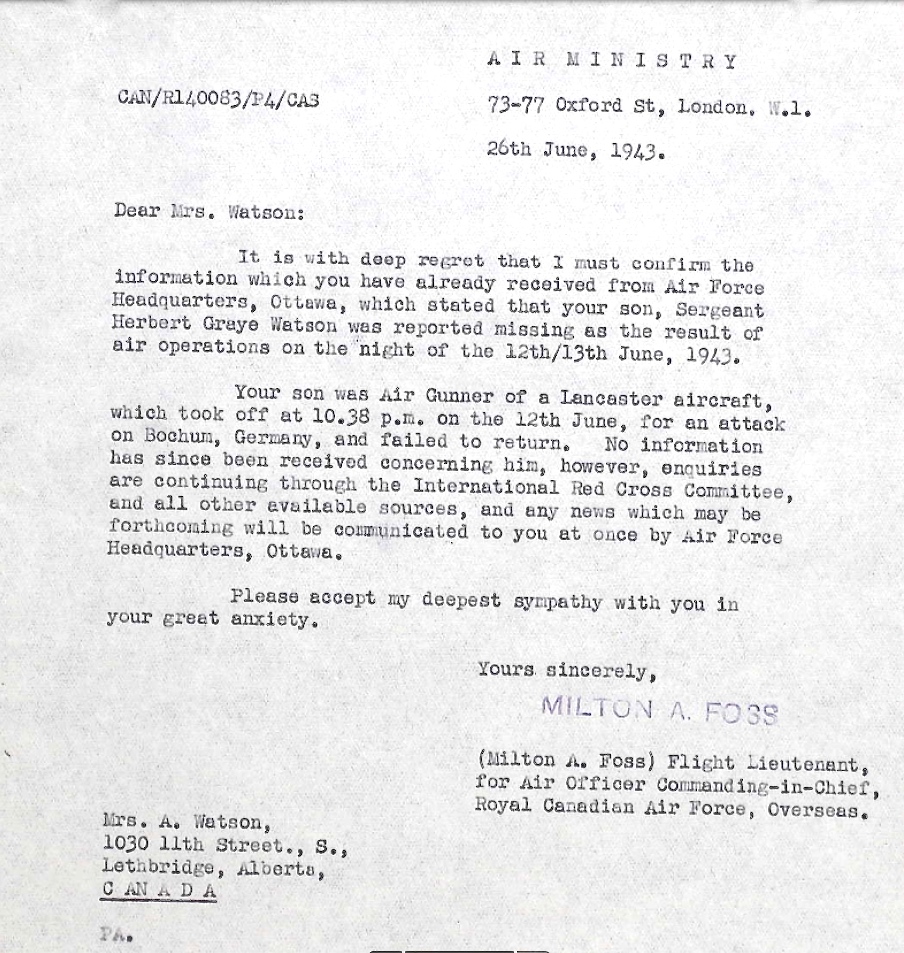 A I R  M I N I S T R Y
CAN/R140083/P4/CAS
73-77 Oxford St, London. W.1.
26th June, 1943.
Dear Mrs. Watson:
It is with deep regret that I must confirm the
information which you have already received from Air Force
Headquarters, Ottawa, which stated that your son, Sergeant
Herbert Graye Watson was reported missing as the result of
air operations on the night of the 12th/13th June, 1943.
Your son was Air Gunner of a Lancaster aircraft,
which took off at 10.38 p.m. on the 12th June, for an attack
on Bochum, Germany, and failed to return. No information
has since been received concerning him, however, enquiries
are continuing through the International Red Cross Committee,
and all other available sources, and any news which may be
forthcoming will be communicated to you at once by Air Force
Headquarters, Ottawa.
Please accept my deepest sympathy with you in
your great anxiety.
Yours sincerely,
MILTON A. FOSS
(Milton A. Foss) Flight Lieutenant,
for Air Officer Commanding-in-Chief,
Royal Canadian Air Force, Overseas.
Mrs. A. Watson,
1030 11th Street., S.,
Lethbridge, Alberta,
C AN A D A
PA.